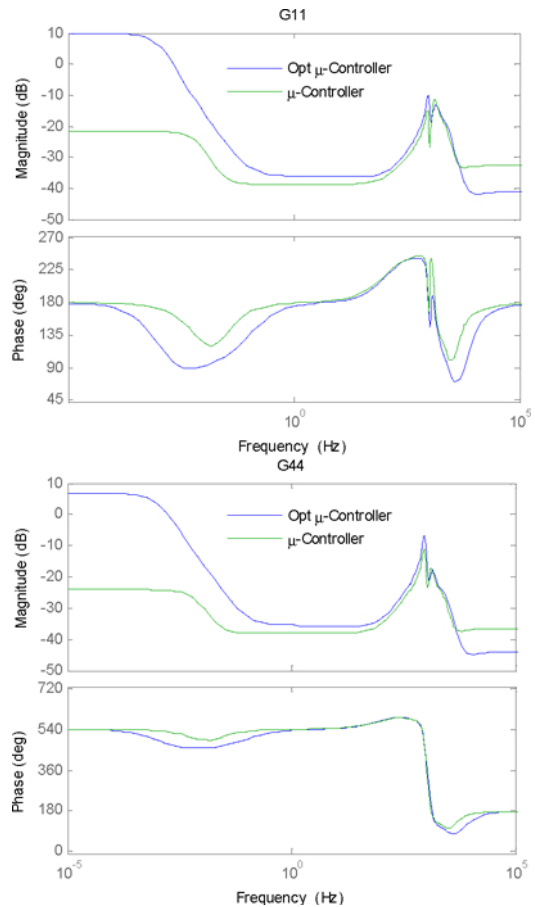 G11
Magnitude (dB)
10
0
-10
-20
-30
-40
-50
Opt μ-Controller
μ-Controller
Phase (deg)
270
225
180
135
90
45
10^0
10^5
Frequency (Hz)
G44
Magnitude (dB)
10
0
-10
-20
-30
-40
-50
Opt μ-Controller
μ-Controller
Phase (deg)
720
540
360
180
0
10^-5
10^0
10^5
Frequency (Hz)